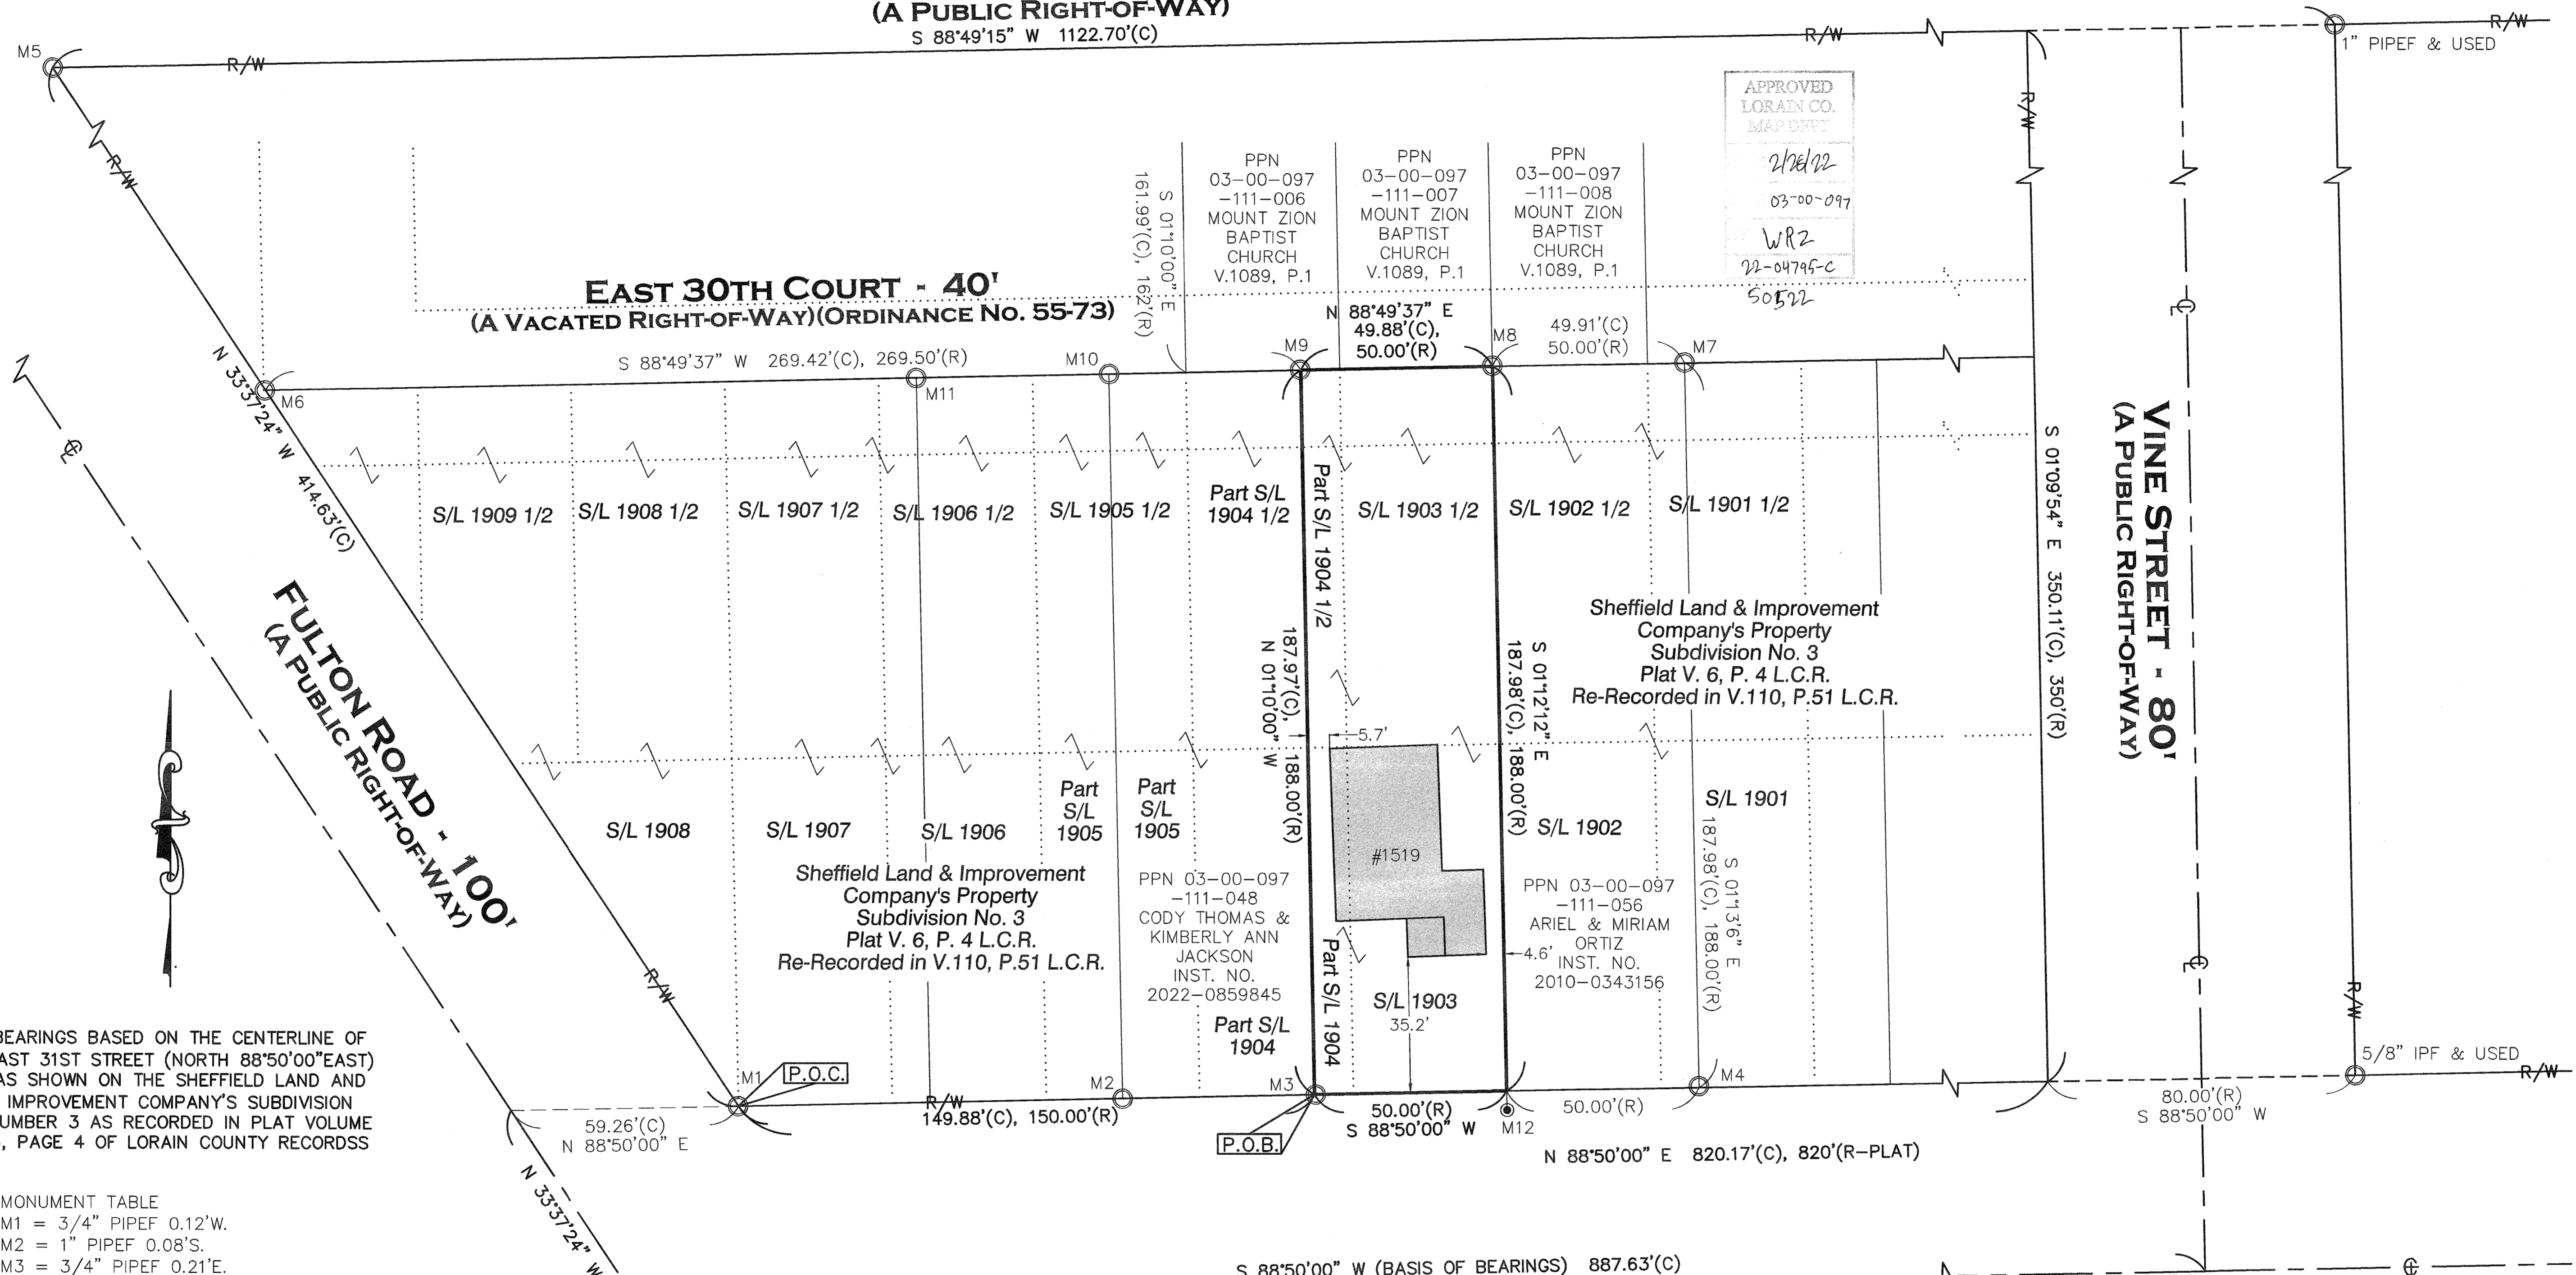 (A PUBLIC RIGHT-OF-WAY)
S 88°49'15" W 1122.70'(C)
M5
R/W
R/W
R/W
1" PIPEF & USED
R/W
R/W
APPROVED
LORAIN CO.
MAP DEPT
2/28/22
03-00-097
WRZ
22-04795-C
50522
PPN
03-00-097
-111-006
MOUNT ZION
BAPTIST
CHURCH
V.1089, P.1
PPN
03-00-097
-111-007
MOUNT ZION
BAPTIST
CHURCH
V.1089, P.1
PPN
03-00-097
-111-008
MOUNT ZION
BAPTIST
CHURCH
V.1089, P.1
S 01°10'00" E
161.99'(C), 162'(R)
EAST 30TH COURT - 40'
(A VACATED RIGHT-OF-WAY)(ORDINANCE No. 55-73)
N 88°49'37" E
49.88'(C),
50.00'(R)
49.91'(C)
50.00'(R)
S 88°49'37" W 269.42'(C), 269.50'(R)
M10
M9
M8
M7
M6
M11
N 33°37'24" W 414.63'(C)
S/L 1909 1/2
S/L 1908 1/2
S/L 1907 1/2
S/L 1906 1/2
S/L 1905 1/2
Part S/L
1904 1/2
Part S/L 1904 1/2
S/L 1903 1/2
S/L 1902 1/2
S/L 1901 1/2
S 01°09'54" E 350.11'(C), 350'(R)
VINE STREET - 80'
(A PUBLIC RIGHT-OF-WAY)
FULTON ROAD - 100'
(A PUBLIC RIGHT-OF-WAY)
Sheffield Land & Improvement
Company's Property
Subdivision No. 3
Plat V. 6, P. 4 L.C.R.
Re-Recorded in V.110, P.51 L.C.R.
187.97'(C), 188.00'(R)
N 01°10'00" W
S 01°12'12" E
187.98'(C), 188.00'(R)
5.7'
S/L 1908
S/L 1907
S/L 1906
Part
S/L
1905
Part
S/L
1905
#1519
S/L 1902
S/L 1901
S 01°13'6" E
187.98'(C), 188.00'(R)
Sheffield Land & Improvement
Company's Property
Subdivision No. 3
Plat V. 6, P. 4 L.C.R.
Re-Recorded in V.110, P.51 L.C.R.
PPN 03-00-097
-111-048
CODY THOMAS &
KIMBERLY ANN
JACKSON
INST. NO.
2022-0859845
PPN 03-00-097
-111-056
ARIEL & MIRIAM
ORTIZ
INST. NO.
2010-0343156
4.6'
Part S/L
1904
Part S/L 1904
S/L 1903
35.2'
R/W
R/W
BEARINGS BASED ON THE CENTERLINE OF
EAST 31ST STREET (NORTH 88°50'00"EAST)
AS SHOWN ON THE SHEFFIELD LAND AND
IMPROVEMENT COMPANY'S SUBDIVISION
NUMBER 3 AS RECORDED IN PLAT VOLUME
, PAGE 4 OF LORAIN COUNTY RECORDSS
M1
P.O.C.
M2
M3
M4
5/8" IPF & USED
R/W
R/W
59.26'(C)
N 88°50'00" E
149.88'(C), 150.00'(R)
P.O.B.
50.00'(R)
S 88°50'00" W
M12
50.00'(R)
80.00'(R)
S 88°50'00" W
N 88°50'00" E 820.17'(C), 820'(R-PLAT)
N 33°37'24" W
MONUMENT TABLE
M1 = 3/4" PIPEF 0.12'W.
M2 = 1" PIPEF 0.08'S.
M3 = 3/4" PIPEF 0.21'E.
S 88°50'00" W (BASIS OF BEARINGS) 887.63'(C)